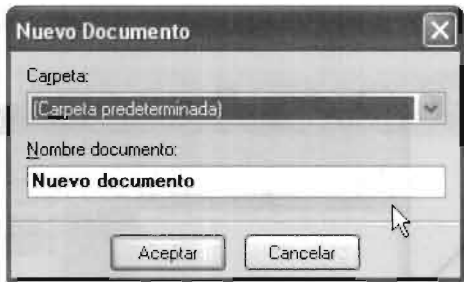 Nuevo Documento
Carpeta:
(Carpeta predeterminada)
Nombre documento:
Nuevo documento
Aceptar
Cancelar